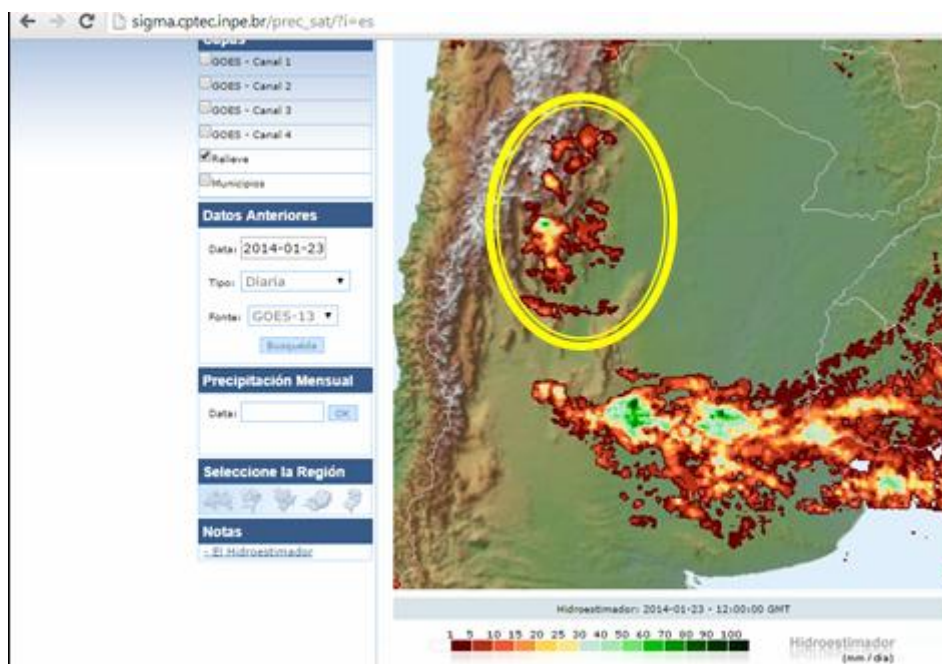 sigma.cptec.inpe.br/prec_sat/?i=es
Capas
GOES - Canal 1
GOES - Canal 2
GOES - Canal 3
GOES - Canal 4
Relieve
Municipios
Datos Anteriores
Data: 2014-01-23
Tipo: Diaria
Fonte: GOES-13
Busqueda
Precipitación Mensual
Data: OK
Seleccione la Región
Notas
- El Hidroestimador
Hidroestimador: 2014-01-23 - 12:00:00 GMT
1 5 10 15 20 25 30 40 50 60 70 80 90 100
Hidroestimador
(mm / dia)